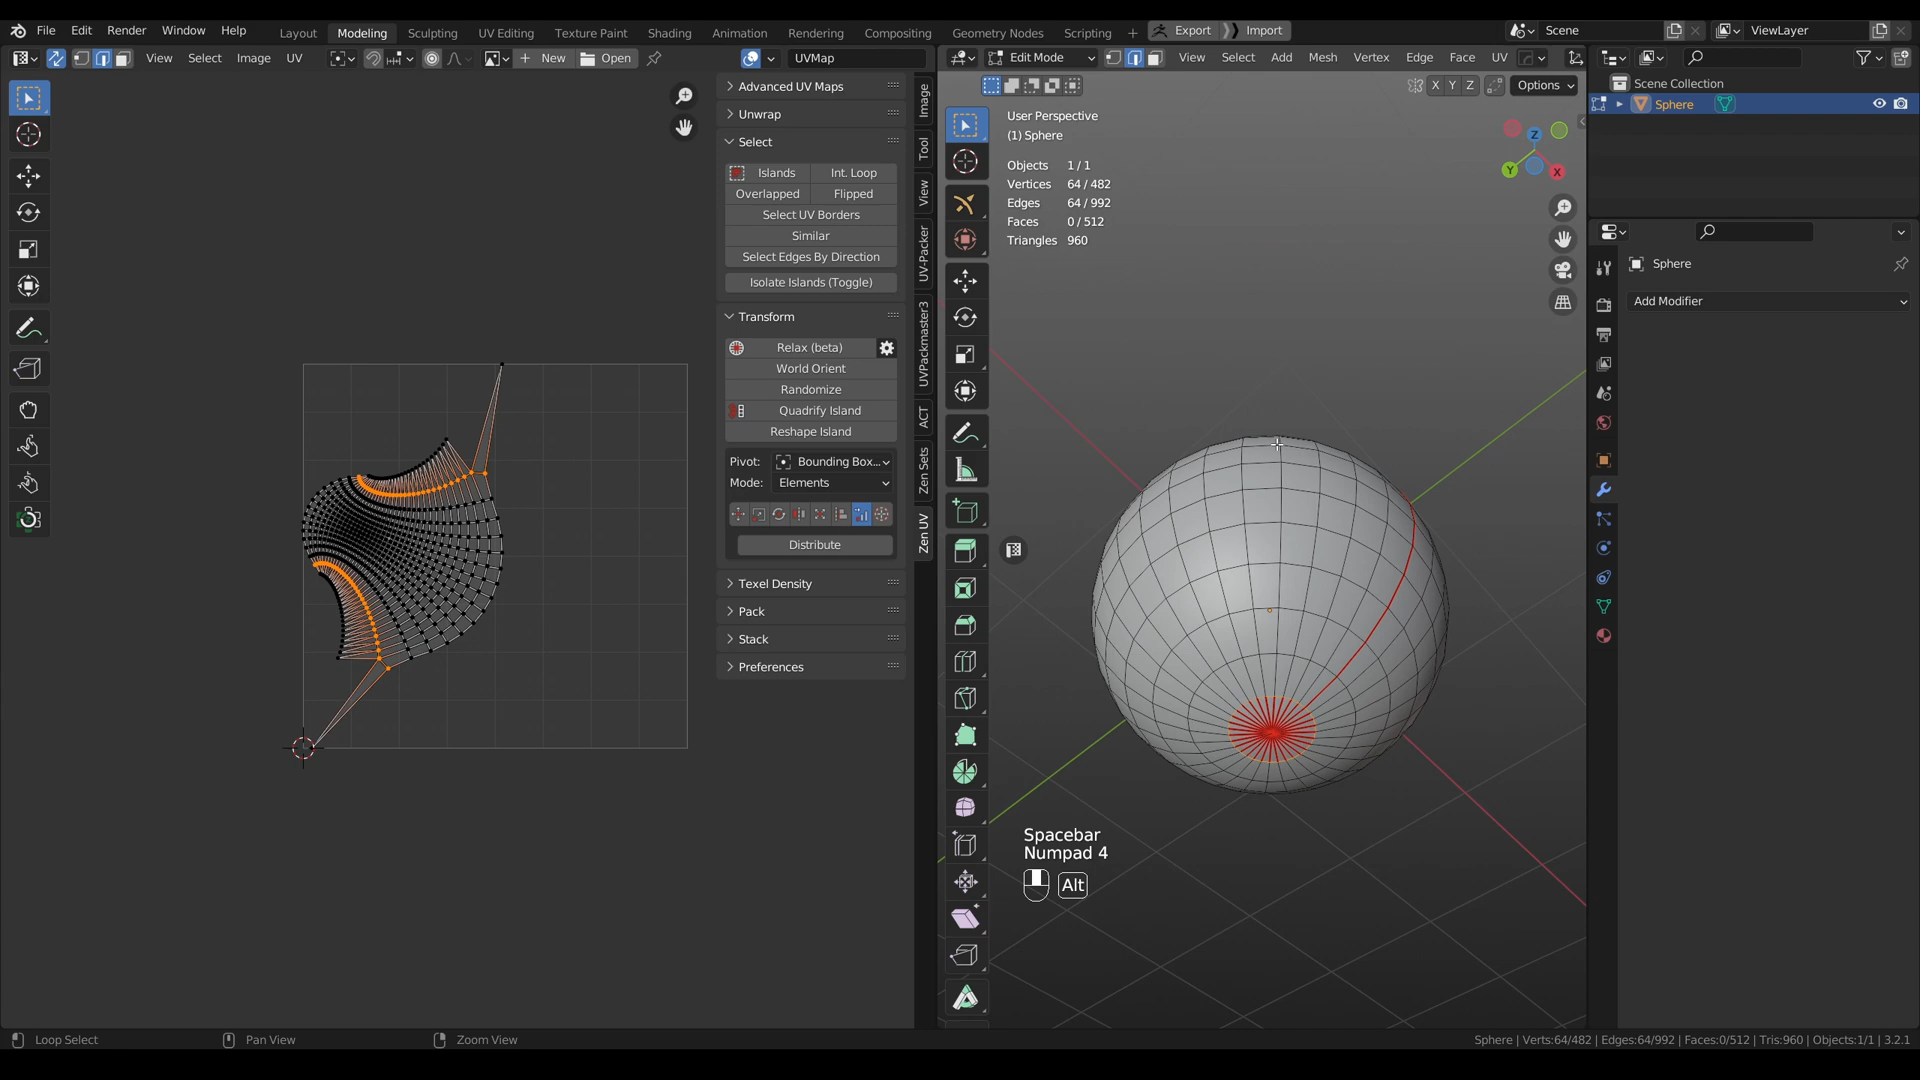 File Edit Render Window Help Layout Modeling Sculpting UV Editing Texture Paint Shading Animation Rendering Compositing Geometry Nodes Scripting + Export Import Scene ViewLayer
View Select Image UV New Open UVMap
Edit Mode View Select Add Mesh Vertex Edge Face UV
X Y Z Options
Advanced UV Maps
Unwrap
Select
Islands Int. Loop
Overlapped Flipped
Select UV Borders
Similar
Select Edges By Direction
Isolate Islands (Toggle)
Transform
Relax (beta)
World Orient
Randomize
Quadrify Island
Reshape Island
Pivot: Bounding Box...
Mode: Elements
Distribute
Texel Density
Pack
Stack
Preferences
Image
Tool
View
UV-Packer
UVPackmaster3
ACT
Zen Sets
Zen UV
User Perspective
(1) Sphere
Objects 1/1
Vertices 64/482
Edges 64/992
Faces 0/512
Triangles 960
Z
Y
X
Spacebar
Numpad 4
Alt
Scene Collection
Sphere
Sphere
Add Modifier
Loop Select Pan View Zoom View
Sphere | Verts:64/482 | Edges:64/992 | Faces:0/512 | Tris:960 | Objects:1/1 | 3.2.1